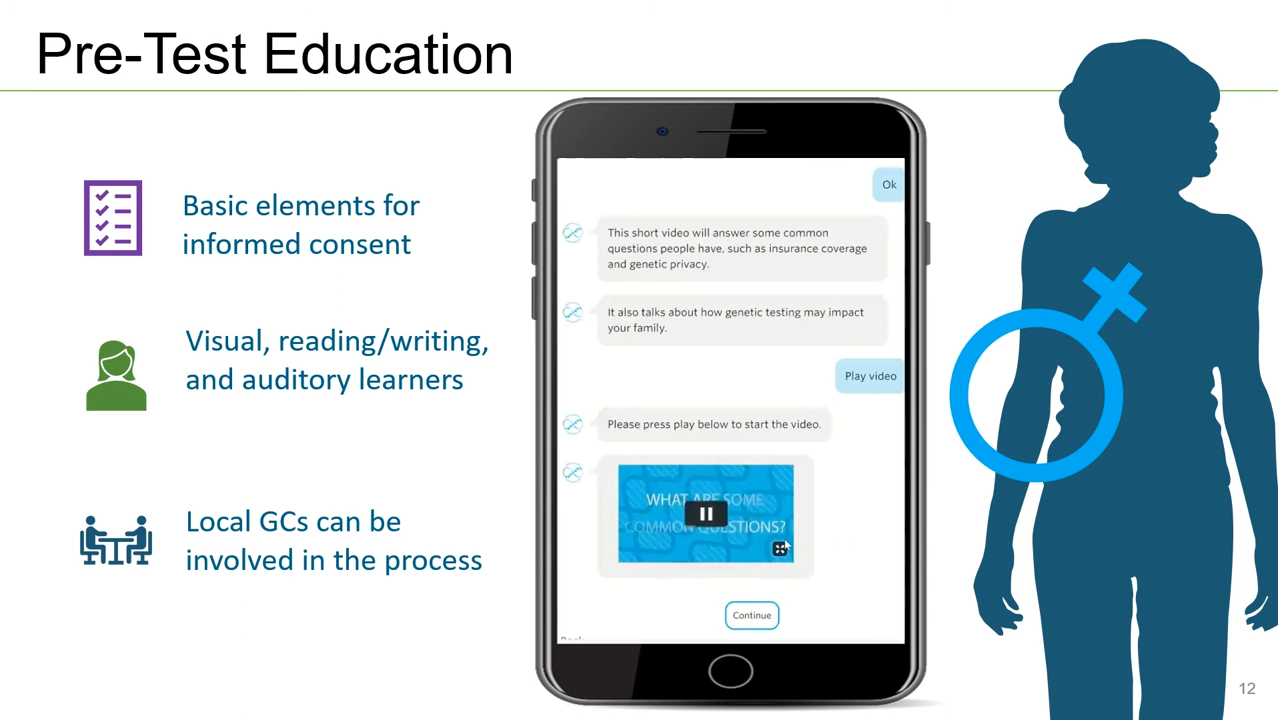 Pre-Test Education
Basic elements for
informed consent
Visual, reading/writing,
and auditory learners
Local GCs can be
involved in the process
Ok
This short video will answer some common
questions people have, such as insurance coverage
and genetic privacy.
It also talks about how genetic testing may impact
your family.
Play video
Please press play below to start the video.
WHAT ARE SOME
COMMON QUESTIONS?
Continue
12